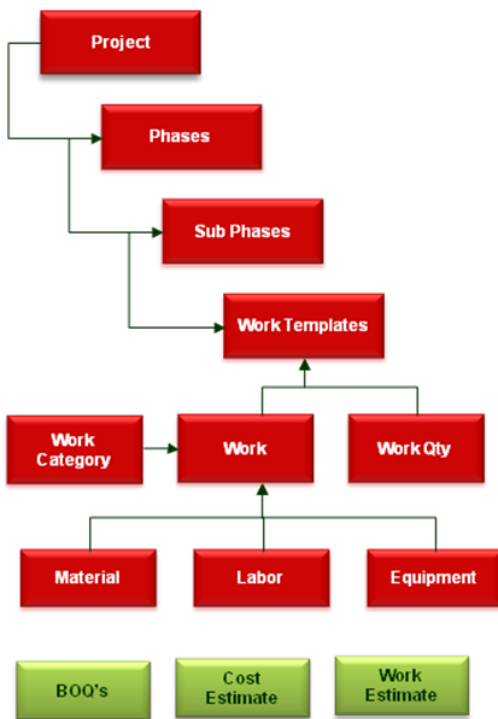 Project
Phases
Sub Phases
Work Templates
Work
Category
Work
Work Qty
Material
Labor
Equipment
BOQ's
Cost
Estimate
Work
Estimate